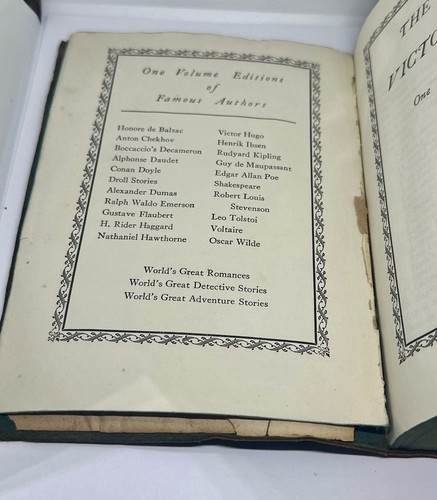 One Volume Editions
of
Famous Authors
Honore de Balzac
Anton Chekhov
Boccaccio's Decameron
Alphonse Daudet
Conan Doyle
Droll Stories
Alexander Dumas
Ralph Waldo Emerson
Gustave Flaubert
H. Rider Haggard
Nathaniel Hawthorne
Victor Hugo
Henrik Ibsen
Rudyard Kipling
Guy de Maupassant
Edgar Allan Poe
Shakespeare
Robert Louis
Stevenson
Leo Tolstoi
Voltaire
Oscar Wilde
World's Great Romances
World's Great Detective Stories
World's Great Adventure Stories
THE
VICTO
One